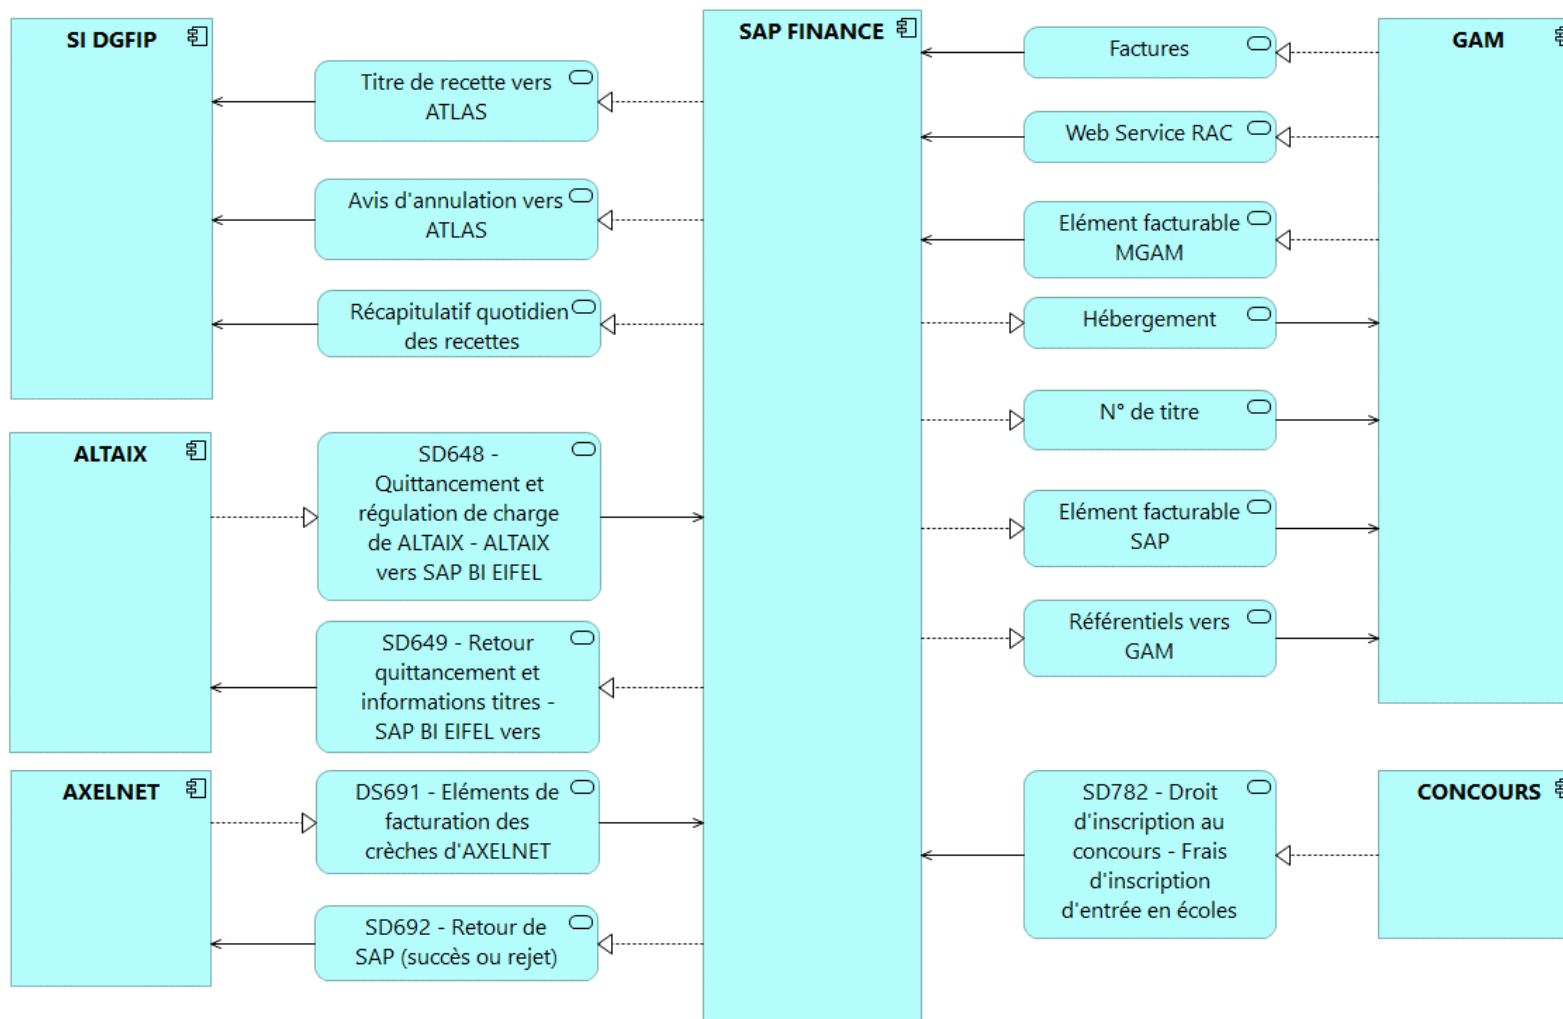 SI DGFIP
Titre de recette vers
ATLAS
Avis d'annulation vers
ATLAS
Récapitulatif quotidien
des recettes
ALTAIX
SD648 -
Quittancement et
régulation de charge
de ALTAIX - ALTAIX
vers SAP BI EIFEL
SD649 - Retour
quittancement et
informations titres -
SAP BI EIFEL vers
AXELNET
DS691 - Eléments de
facturation des
crèches d'AXELNET
SD692 - Retour de
SAP (succès ou rejet)
SAP FINANCE
Factures
Web Service RAC
Elément facturable
MGAM
Hébergement
N° de titre
Elément facturable
SAP
Référentiels vers
GAM
SD782 - Droit
d'inscription au
concours - Frais
d'inscription
d'entrée en écoles
GAM
CONCOURS